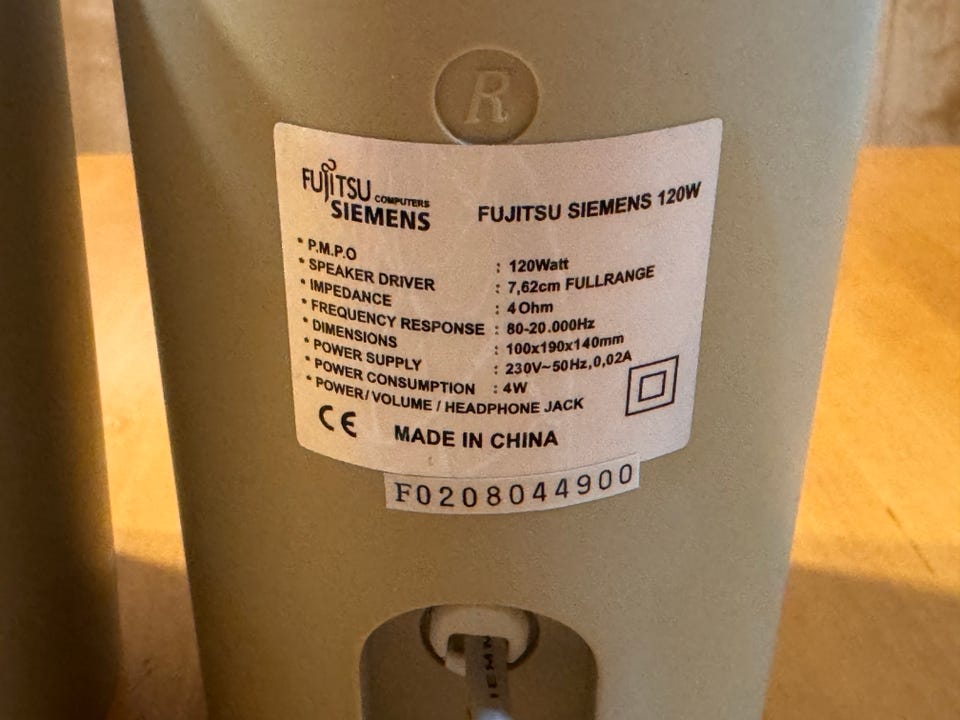 R
FUJITSU COMPUTERS
SIEMENS
FUJITSU SIEMENS 120W
* P.M.P.O : 120Watt
* SPEAKER DRIVER : 7,62cm FULLRANGE
* IMPEDANCE : 4 Ohm
* FREQUENCY RESPONSE : 80-20.000Hz
* DIMENSIONS : 100x190x140mm
* POWER SUPPLY : 230V~50Hz,0,02A
* POWER CONSUMPTION : 4W
* POWER/VOLUME / HEADPHONE JACK
CE
MADE IN CHINA
F0208044900